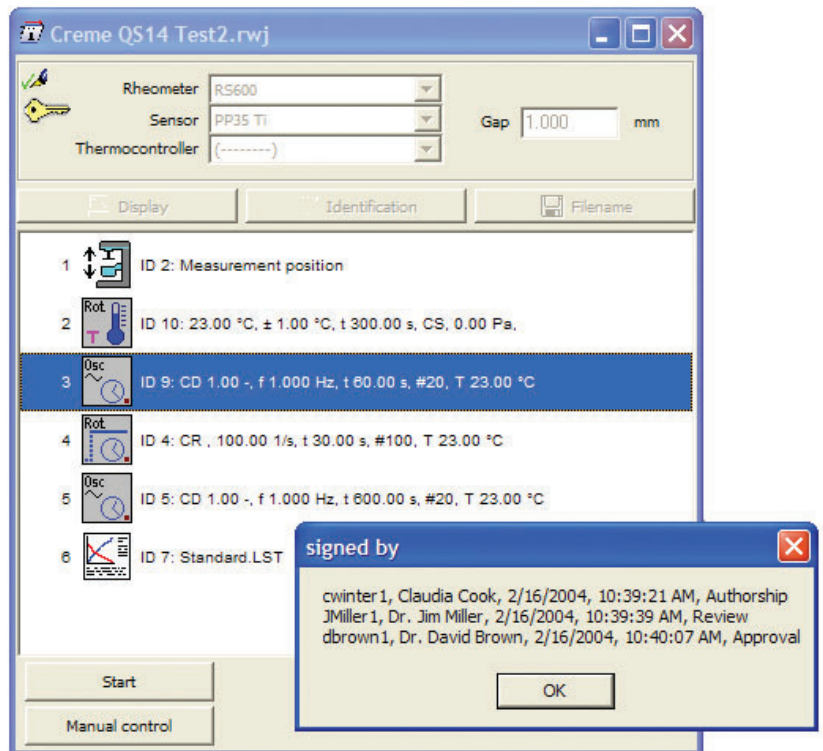 Creme QS14 Test2.rwj
Rheometer RS600
Sensor PP35 Ti Gap 1.000 mm
Thermocontroller (--------)
Display Identification Filename
1 ID 2: Measurement position
2 Rot T ID 10: 23.00 °C, ± 1.00 °C, t 300.00 s, CS, 0.00 Pa,
3 Osc ID 9: CD 1.00 -, f 1.000 Hz, t 60.00 s, #20, T 23.00 °C
4 Rot ID 4: CR , 100.00 1/s, t 30.00 s, #100, T 23.00 °C
5 Osc ID 5: CD 1.00 -, f 1.000 Hz, t 600.00 s, #20, T 23.00 °C
6 ID 7: Standard.LST
signed by
cwinter1, Claudia Cook, 2/16/2004, 10:39:21 AM, Authorship
JMiller1, Dr. Jim Miller, 2/16/2004, 10:39:39 AM, Review
dbrown1, Dr. David Brown, 2/16/2004, 10:40:07 AM, Approval
OK
Start
Manual control